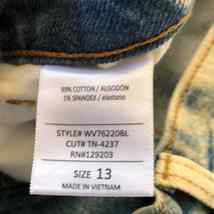 99% COTTON / ALGODÓN
1% SPANDEX / elastano
STYLE# WV76220BL
CUT# TN-4237
RN#129203
SIZE 13
MADE IN VIETNAM